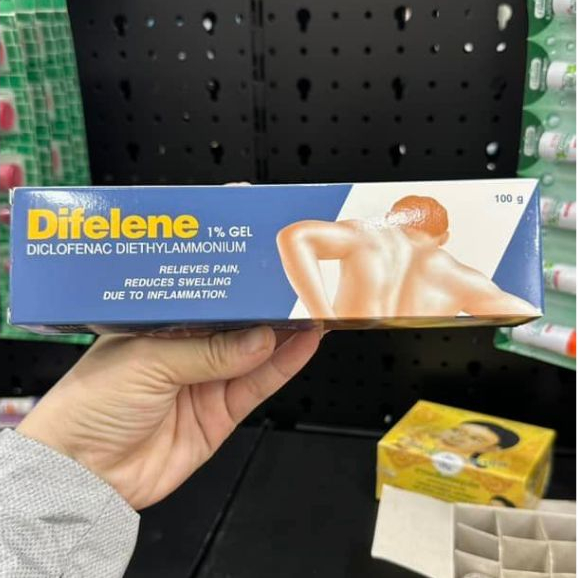 Difelene 1% GEL
100 g
DICLOFENAC DIETHYLAMMONIUM
RELIEVES PAIN,
REDUCES SWELLING
DUE TO INFLAMMATION.